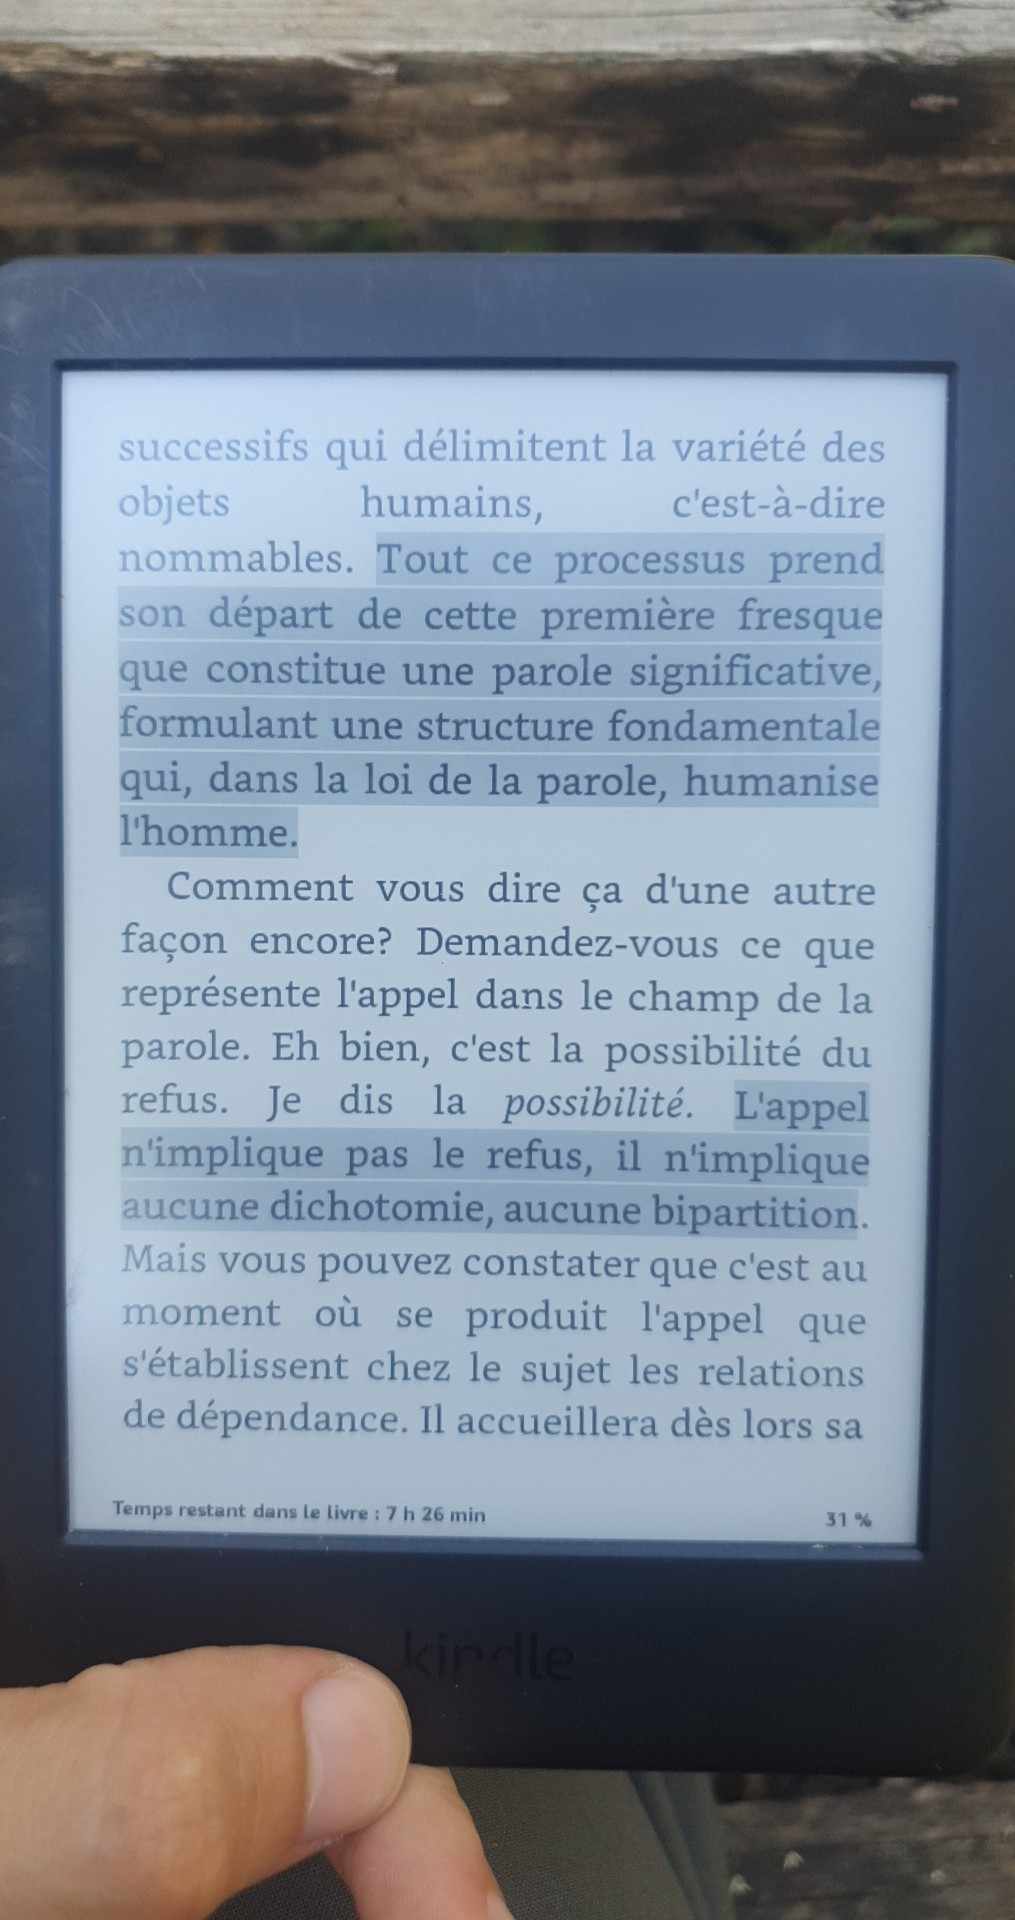 successifs qui délimitent la variété des
objets humains, c'est-à-dire
nommables. Tout ce processus prend
son départ de cette première fresque
que constitue une parole significative,
formulant une structure fondamentale
qui, dans la loi de la parole, humanise
l'homme.
Comment vous dire ça d'une autre
façon encore? Demandez-vous ce que
représente l'appel dans le champ de la
parole. Eh bien, c'est la possibilité du
refus. Je dis la possibilité. L'appel
n'implique pas le refus, il n'implique
aucune dichotomie, aucune bipartition.
Mais vous pouvez constater que c'est au
moment où se produit l'appel que
s'établissent chez le sujet les relations
de dépendance. Il accueillera dès lors sa
Temps restant dans le livre : 7 h 26 min 31 %
kindle